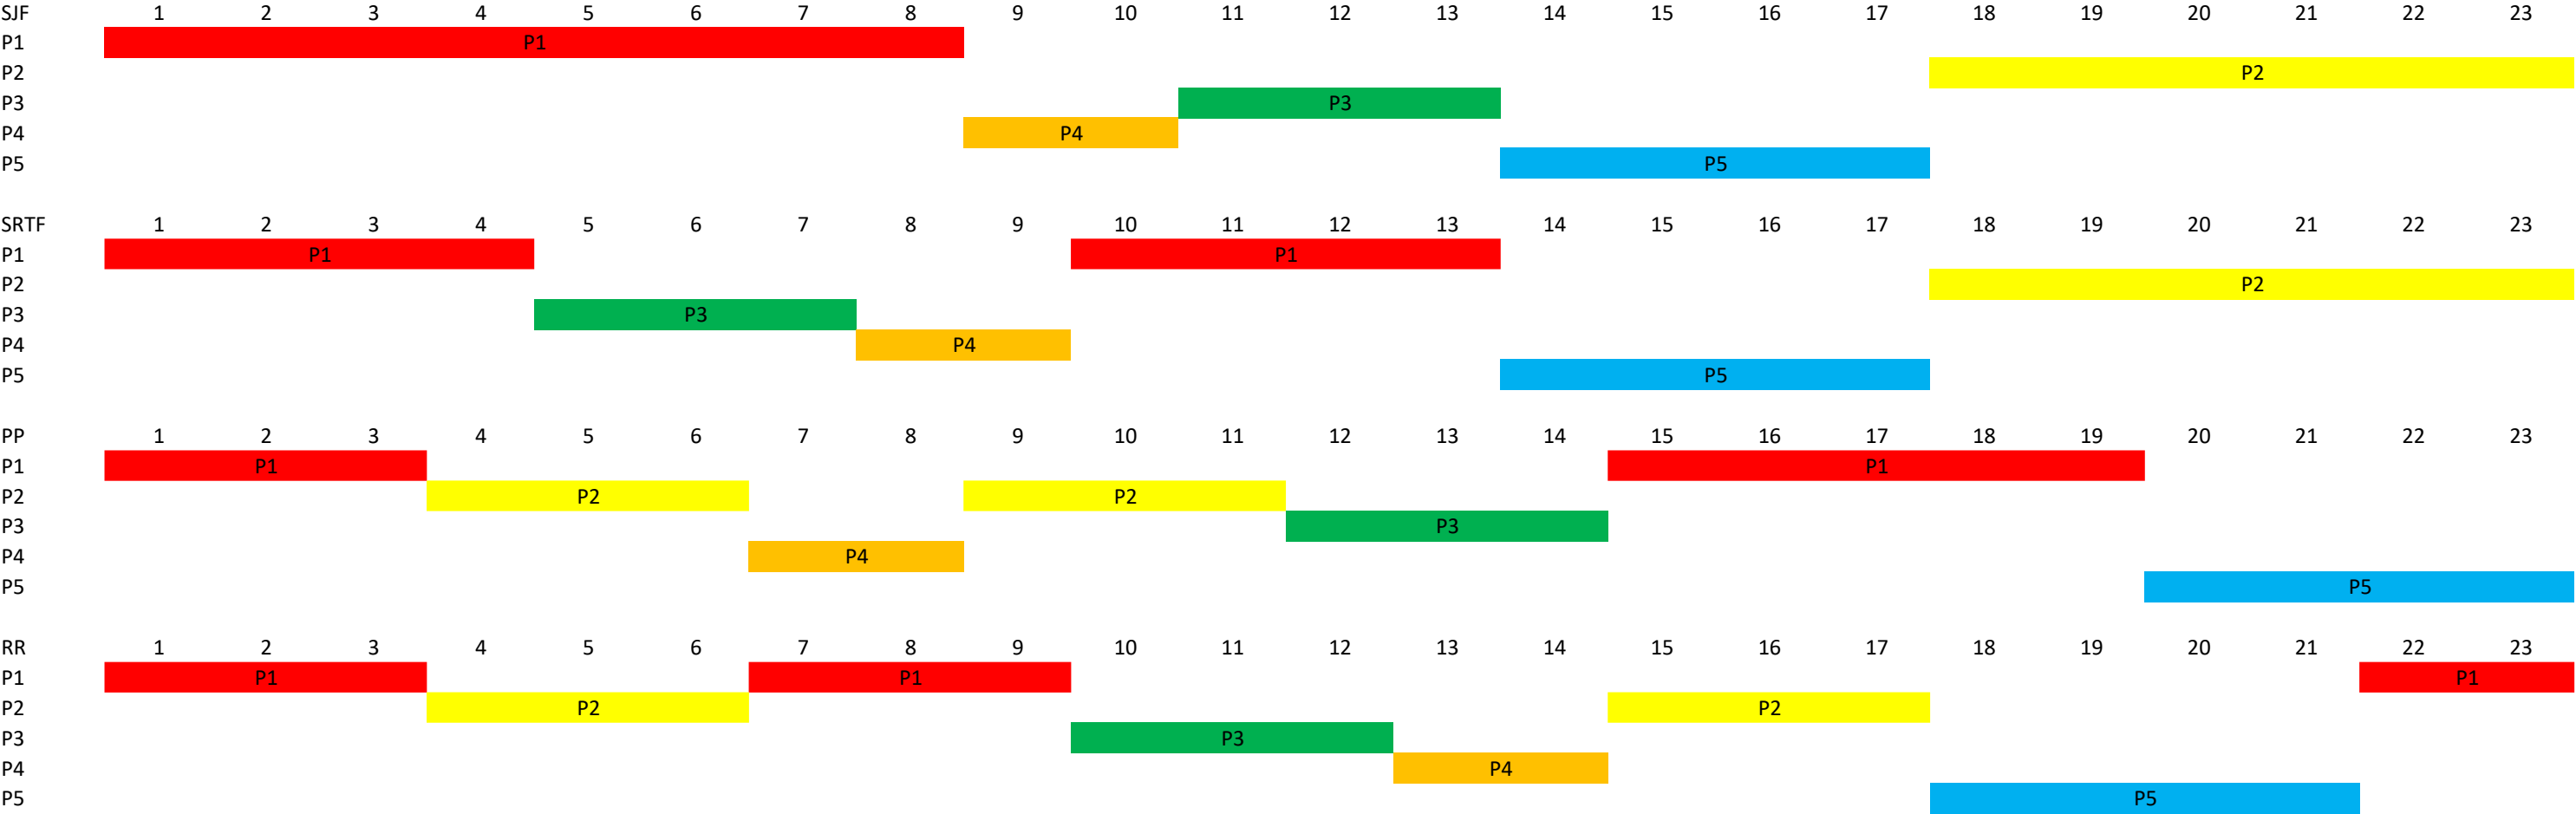 SJF 1 2 3 4 5 6 7 8 9 10 11 12 13 14 15 16 17 18 19 20 21 22 23
P1 P1
P2 P2
P3 P3
P4 P4
P5 P5
SRTF 1 2 3 4 5 6 7 8 9 10 11 12 13 14 15 16 17 18 19 20 21 22 23
P1 P1 P1
P2 P2
P3 P3
P4 P4
P5 P5
PP 1 2 3 4 5 6 7 8 9 10 11 12 13 14 15 16 17 18 19 20 21 22 23
P1 P1 P1
P2 P2 P2
P3 P3
P4 P4
P5 P5
RR 1 2 3 4 5 6 7 8 9 10 11 12 13 14 15 16 17 18 19 20 21 22 23
P1 P1 P1 P1
P2 P2 P2
P3 P3
P4 P4
P5 P5